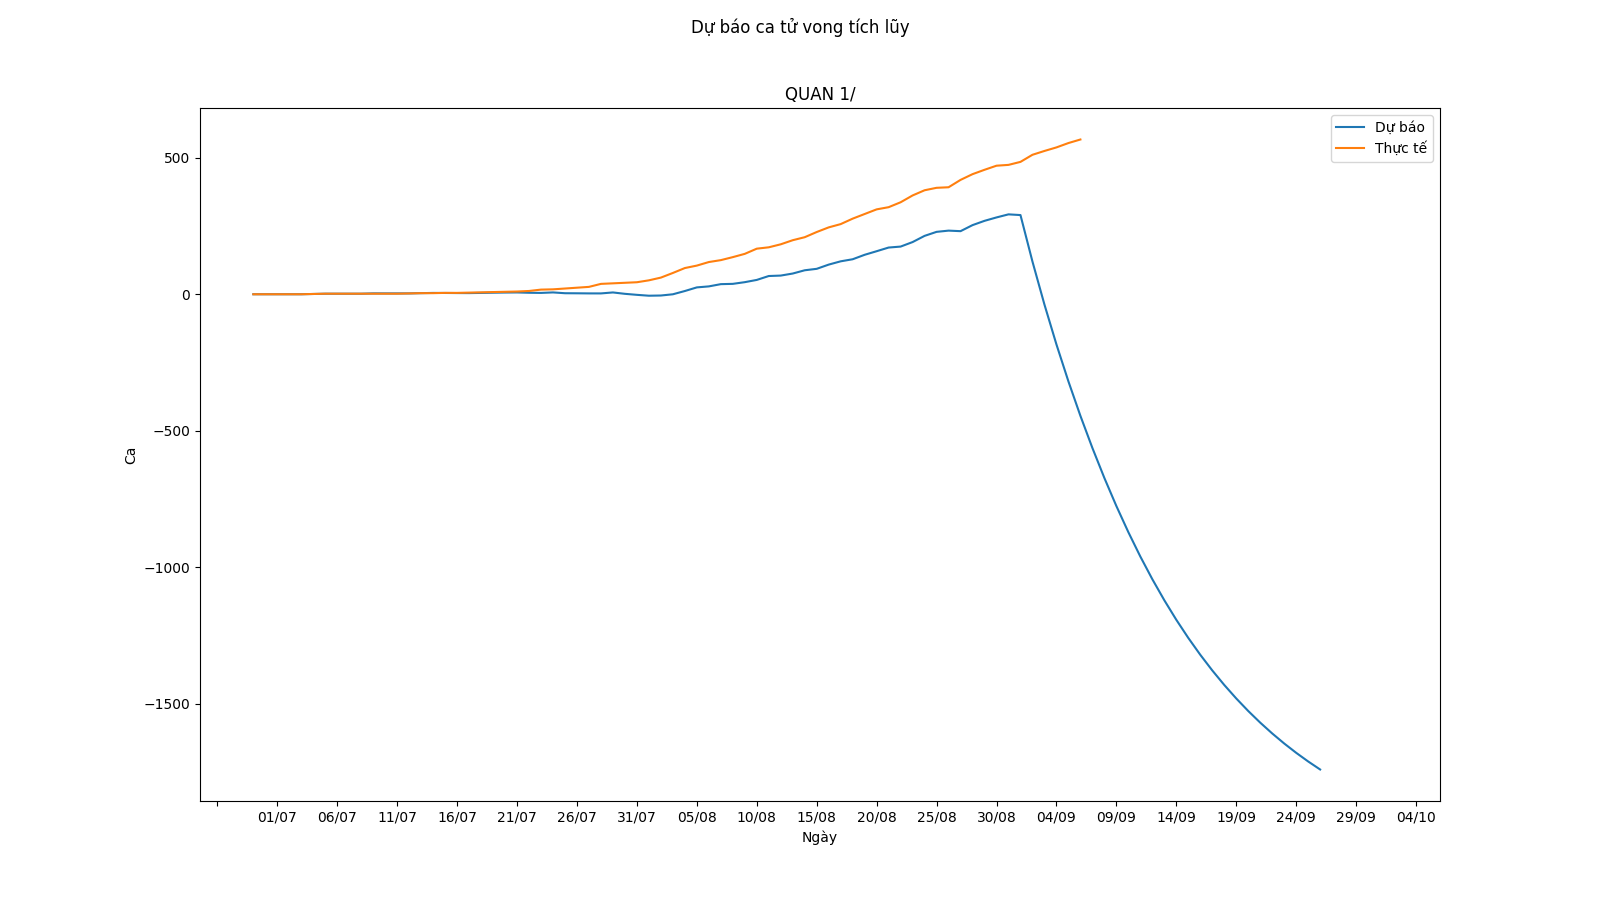 Dự báo ca tử vong tích lũy
QUAN 1/
Dự báo
Thực tế
500
0
−500
−1000
−1500
Ca
01/07 06/07 11/07 16/07 21/07 26/07 31/07 05/08 10/08 15/08 20/08 25/08 30/08 04/09 09/09 14/09 19/09 24/09 29/09 04/10
Ngày